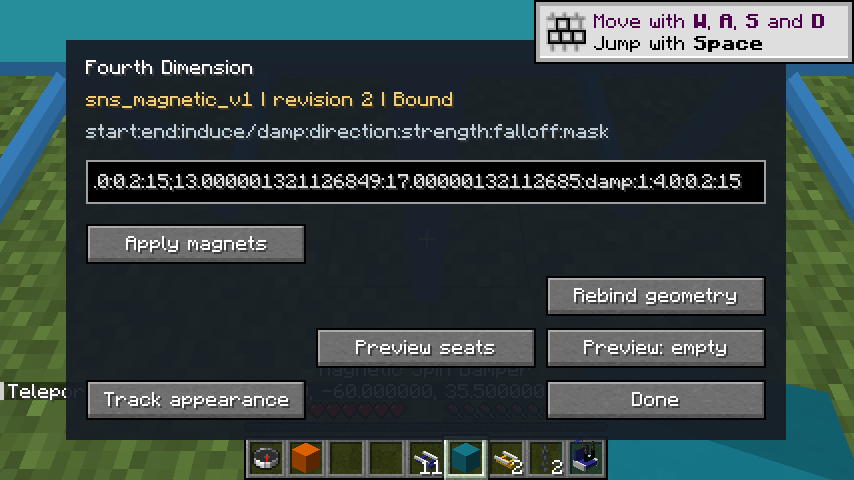 Move with W, A, S and D
Jump with Space
Fourth Dimension
sns_magnetic_v1 | revision 2 | Bound
start:end:induce/damp:direction:strength:falloff:mask
.0:0.2:15;13.000001321126849:17.00000132112685:damp:1:4.0:0.2:15
Apply magnets
Rebind geometry
Preview seats
Preview: empty
Magnetic Spin Damper
Telepor
, -60.000000, 35.500000
Track appearance
Done
11
2
2